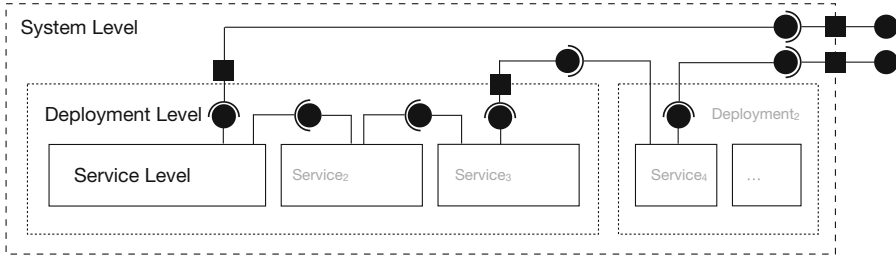 System Level
Deployment Level
Deployment₂
Service Level
Service₂
Service₃
Service₄
...